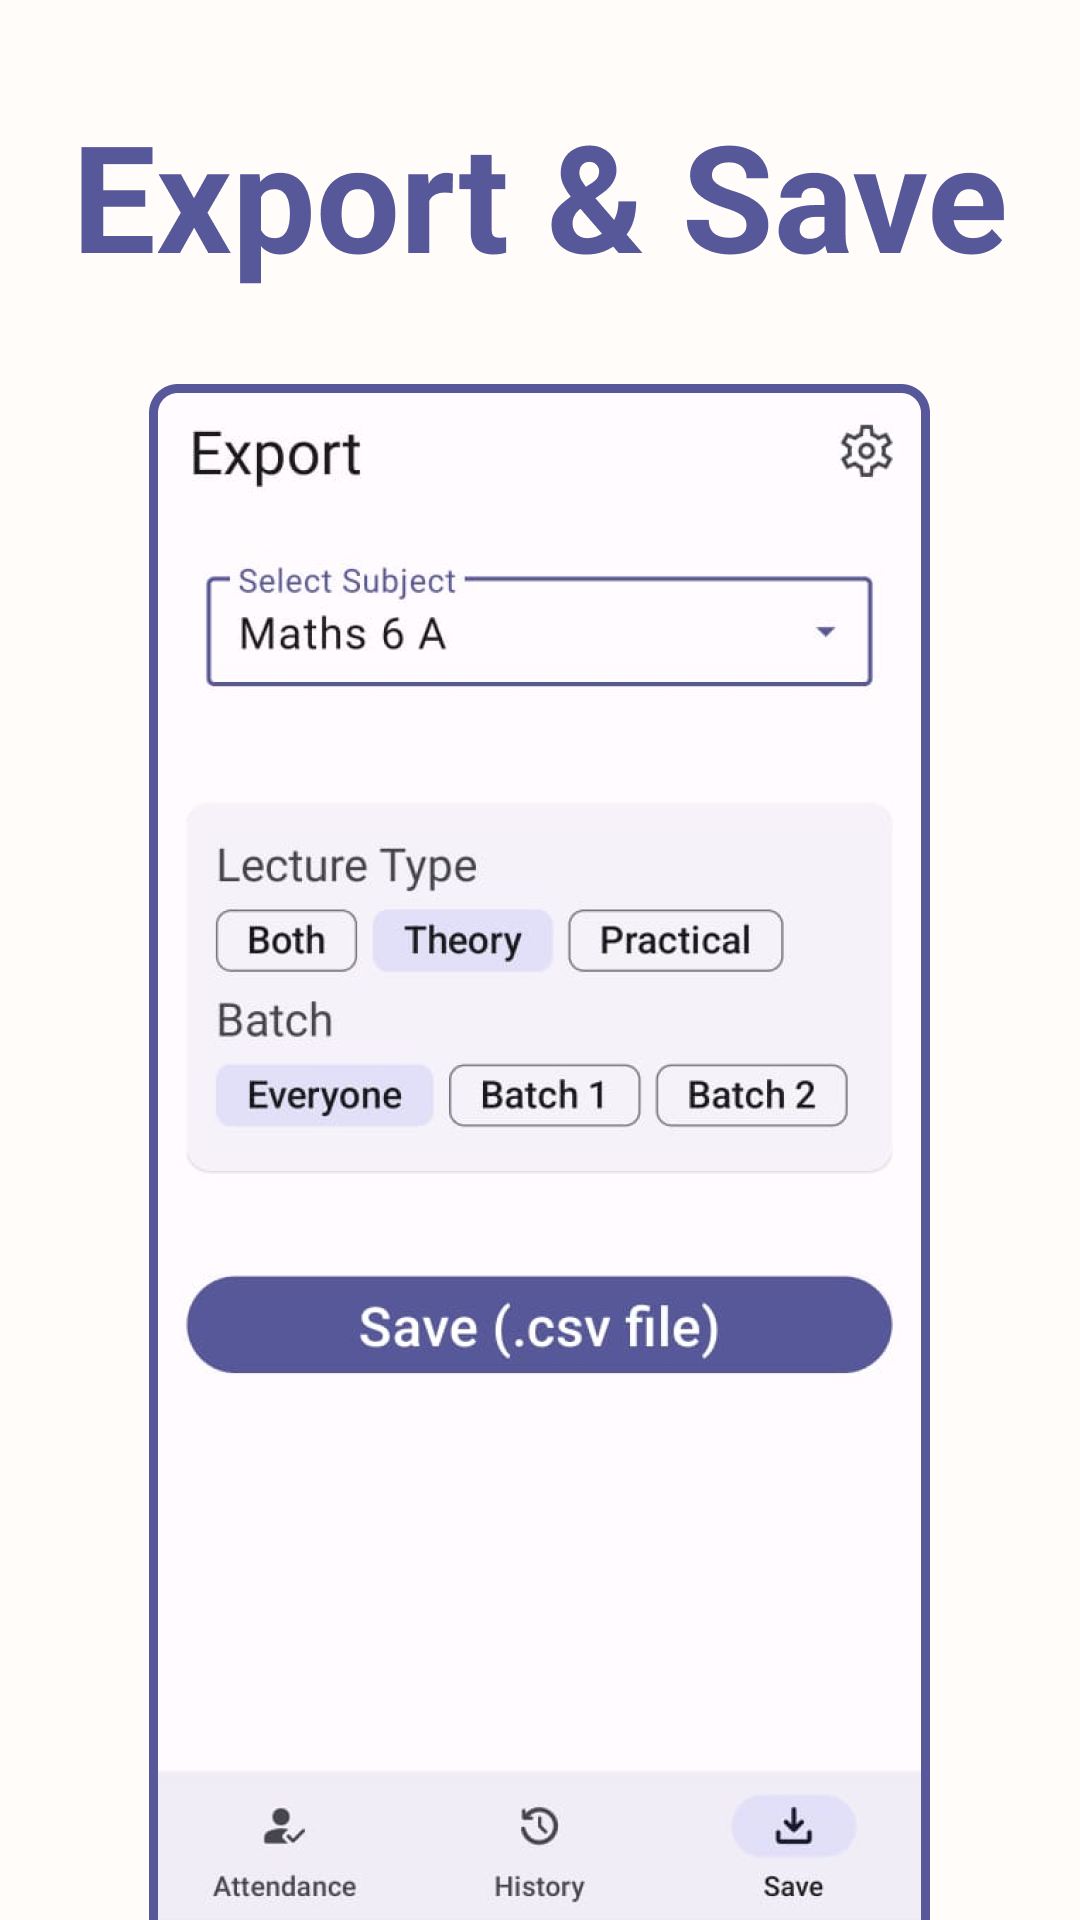 Export & Save
Export
Select Subject
Maths 6 A
Lecture Type
Both Theory Practical
Batch
Everyone Batch 1 Batch 2
Save (.csv file)
Attendance History Save